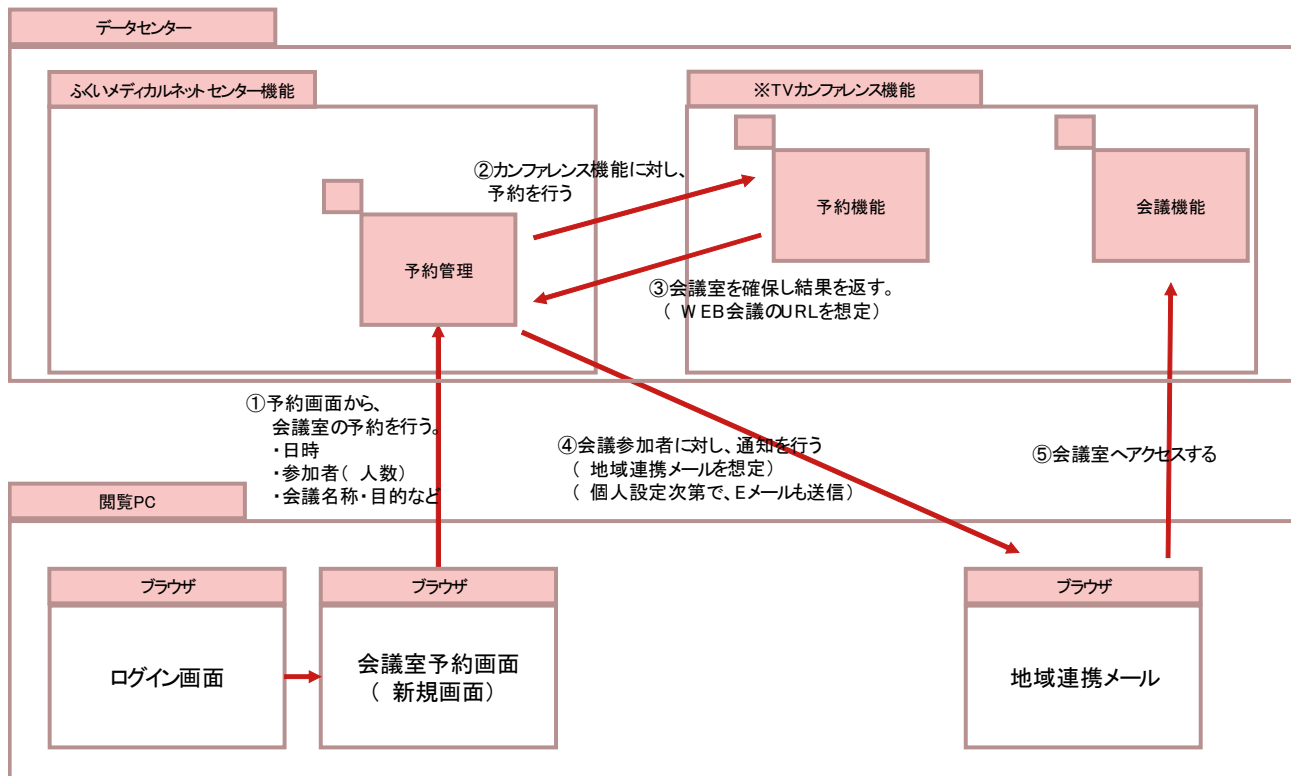 データセンター
ふくいメディカルネット センター機能
※TVカンファレンス機能
②カンファレンス機能に対し、
予約を行う
予約機能
会議機能
予約管理
③会議室を確保し結果を返す。
( WEB会議のURLを想定)
①予約画面から、
会議室の予約を行う。
・日時
・参加者( 人数)
・会議名称・目的など
④会議参加者に対し、通知を行う
( 地域連携メールを想定)
( 個人設定次第で、Eメールも送信)
⑤会議室へアクセスする
閲覧PC
ブラウザ
ログイン画面
ブラウザ
会議室予約画面
( 新規画面)
ブラウザ
地域連携メール